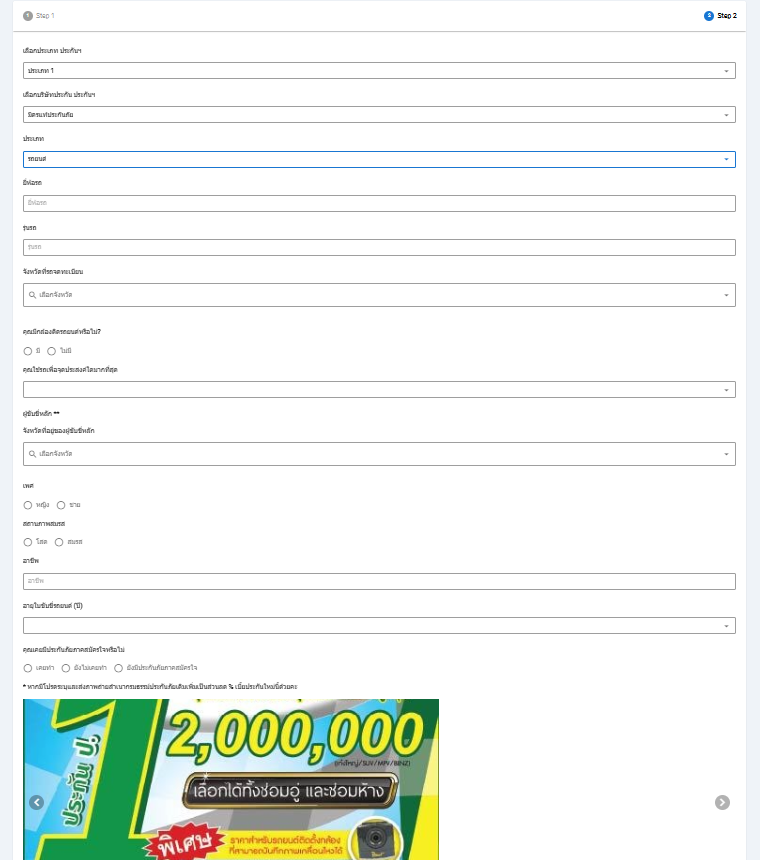 1 Step 1
2 Step 2
เลือกประเภท ประกันฯ
ประเภท 1
เลือกบริษัทประกัน ประกันฯ
มิตรแท้ประกันภัย
ประเภท
รถยนต์
ยี่ห้อรถ
ยี่ห้อรถ
รุ่นรถ
รุ่นรถ
จังหวัดที่รถจดทะเบียน
เลือกจังหวัด
คุณมีกล่องติดรถยนต์หรือไม่?
มี ไม่มี
คุณใช้รถเพื่อจุดประสงค์ใดมากที่สุด
ผู้ขับขี่หลัก **
จังหวัดที่อยู่ของผู้ขับขี่หลัก
เลือกจังหวัด
เพศ
หญิง ชาย
สถานภาพสมรส
โสด สมรส
อาชีพ
อาชีพ
อายุใบขับขี่รถยนต์ (ปี)
คุณเคยมีประกันภัยภาคสมัครใจหรือไม่
เคยทำ ยังไม่เคยทำ ยังมีประกันภัยภาคสมัครใจ
* หากมีโปรดระบุและส่งภาพถ่ายสำเนากรมธรรม์ประกันภัยเดิมเพิ่มเป็นส่วนลด % เบี้ยประกันใหม่นี้ด้วยค่ะ
ประกัน ป.
1
2,000,000
(เก๋งใหญ่/SUV/MPV/BENZ)
เลือกได้ทั้งซ่อมอู่ และซ่อมห้าง
พิเศษ
ราคาสำหรับรถยนต์ติดตั้งกล้อง
ที่สามารถบันทึกภาพเคลื่อนไหวได้